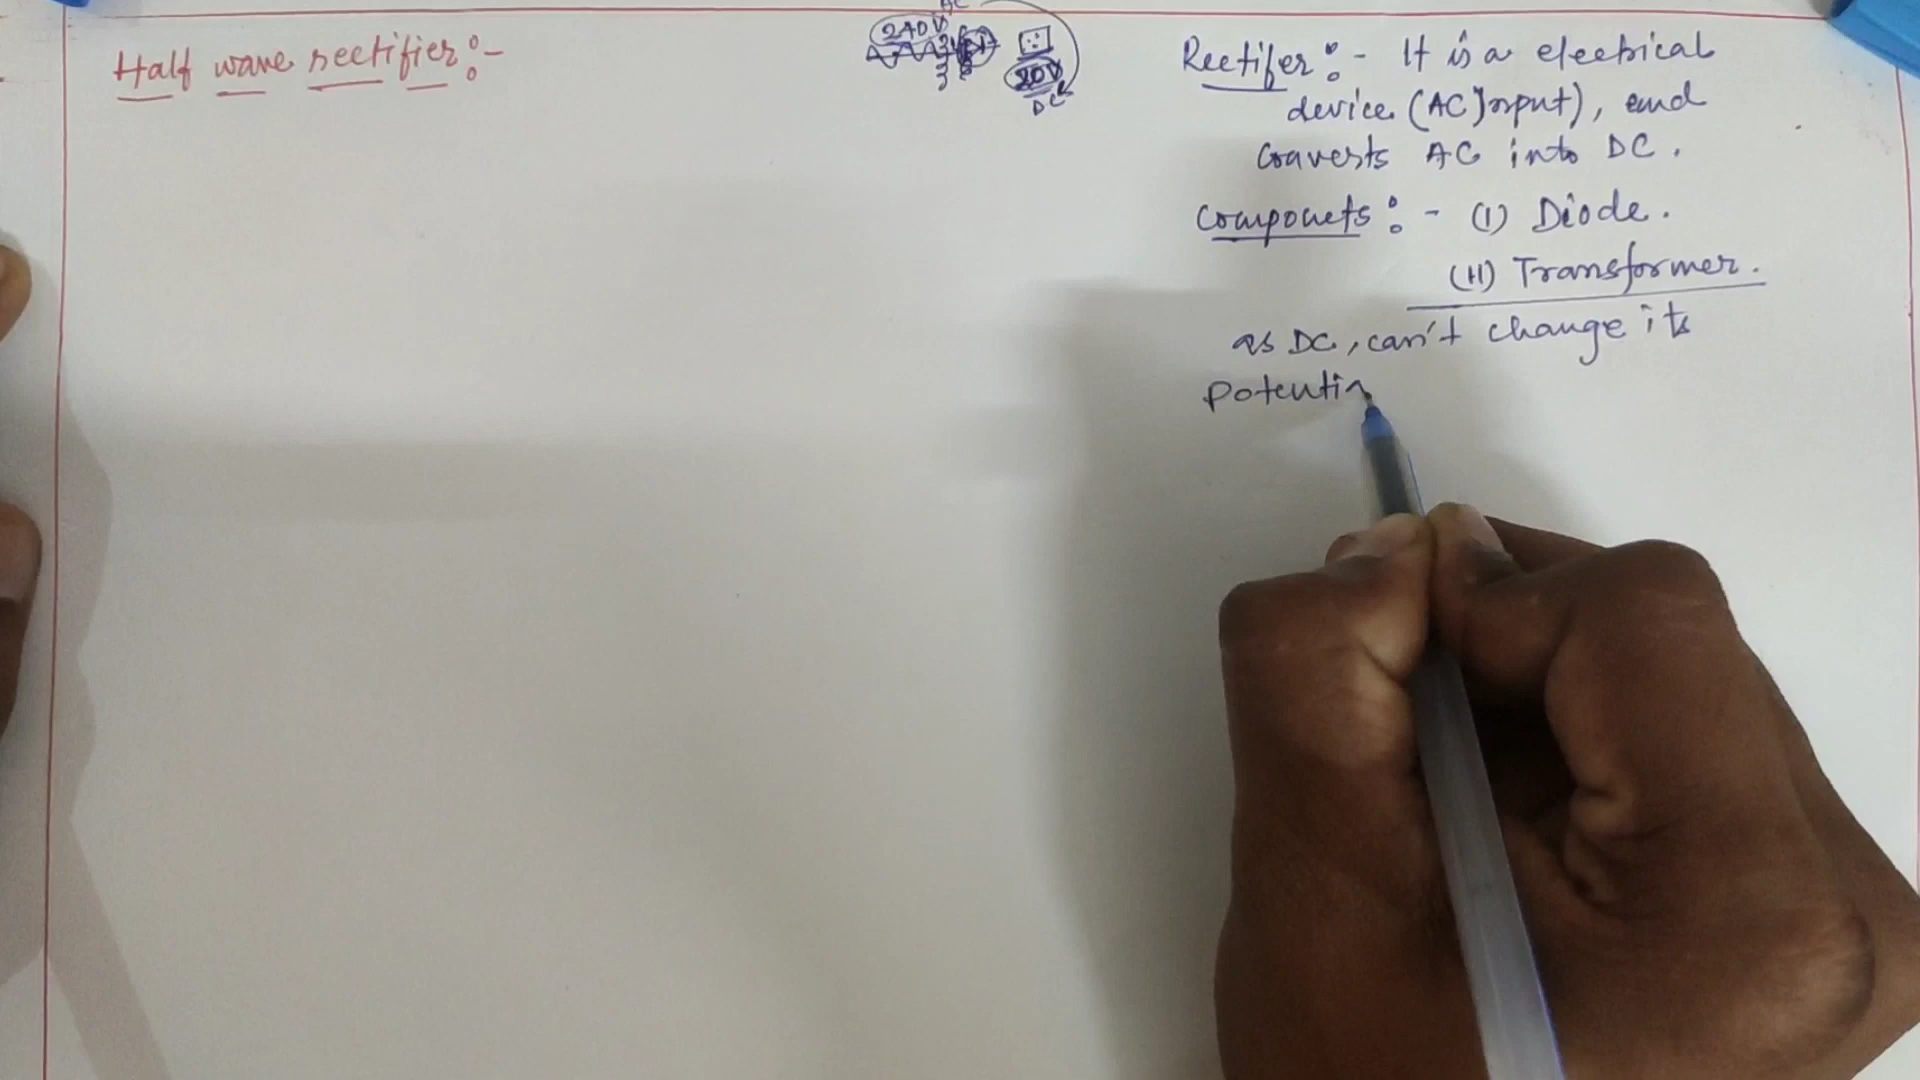 Half wave rectifier:-
AC
240V
20V
DC
Rectifer:- It is a electrical
device (AC Input), and
Converts AC into DC.
Componets:- (I) Diode.
(II) Transformer.
as DC, can't change its
Potentia